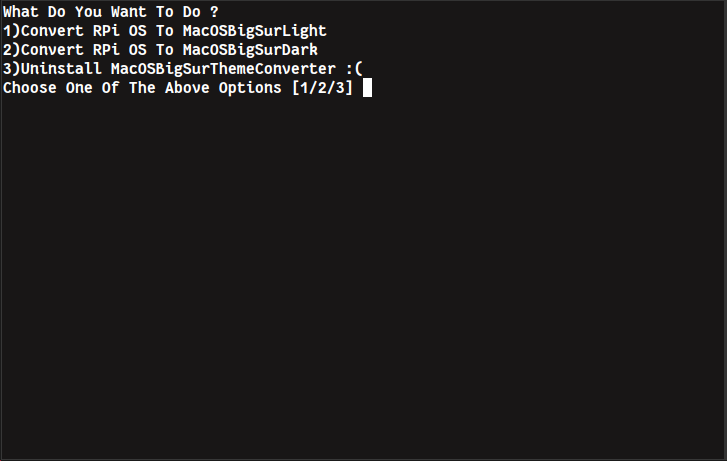 What Do You Want To Do ?
1)Convert RPi OS To MacOSBigSurLight
2)Convert RPi OS To MacOSBigSurDark
3)Uninstall MacOSBigSurThemeConverter :(
Choose One Of The Above Options [1/2/3]